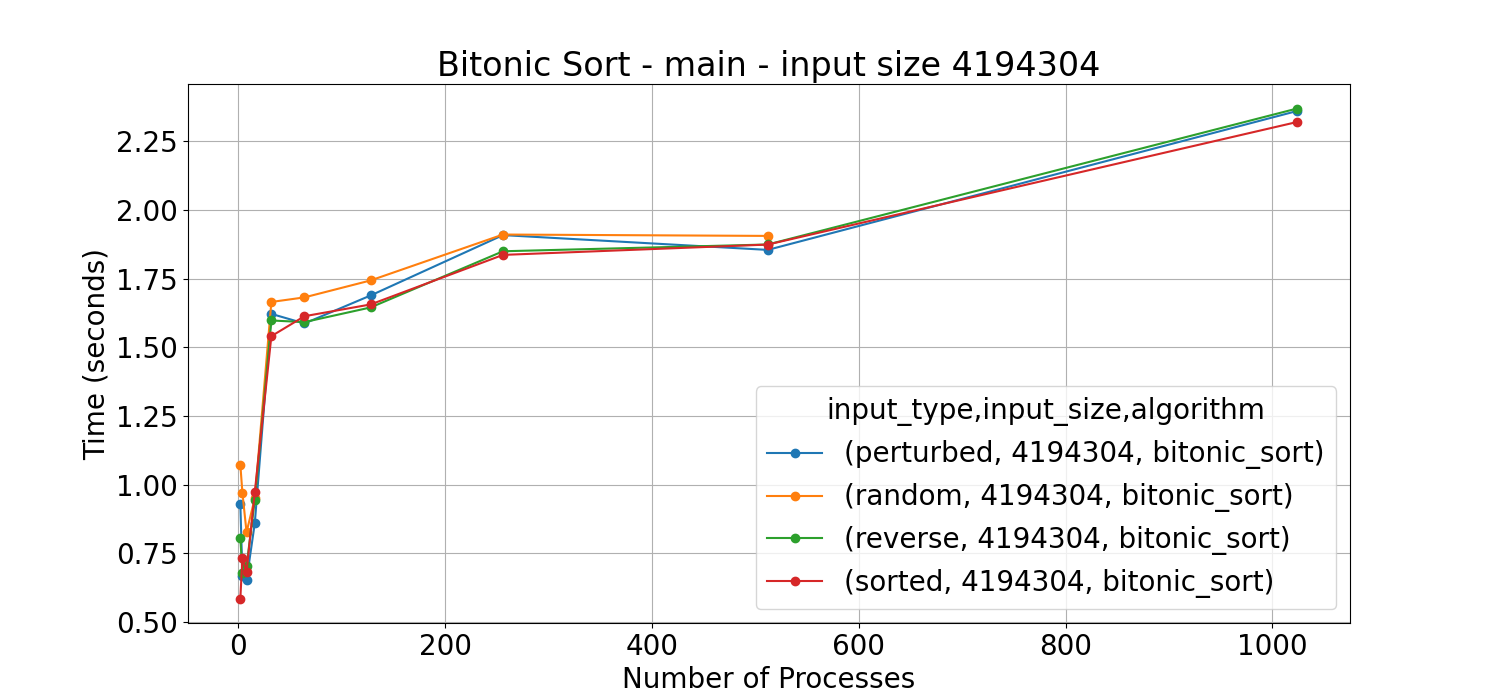 Bitonic Sort - main - input size 4194304
Time (seconds)
2.25
2.00
1.75
1.50
1.25
1.00
0.75
0.50
input_type,input_size,algorithm
(perturbed, 4194304, bitonic_sort)
(random, 4194304, bitonic_sort)
(reverse, 4194304, bitonic_sort)
(sorted, 4194304, bitonic_sort)
0 200 400 600 800 1000
Number of Processes